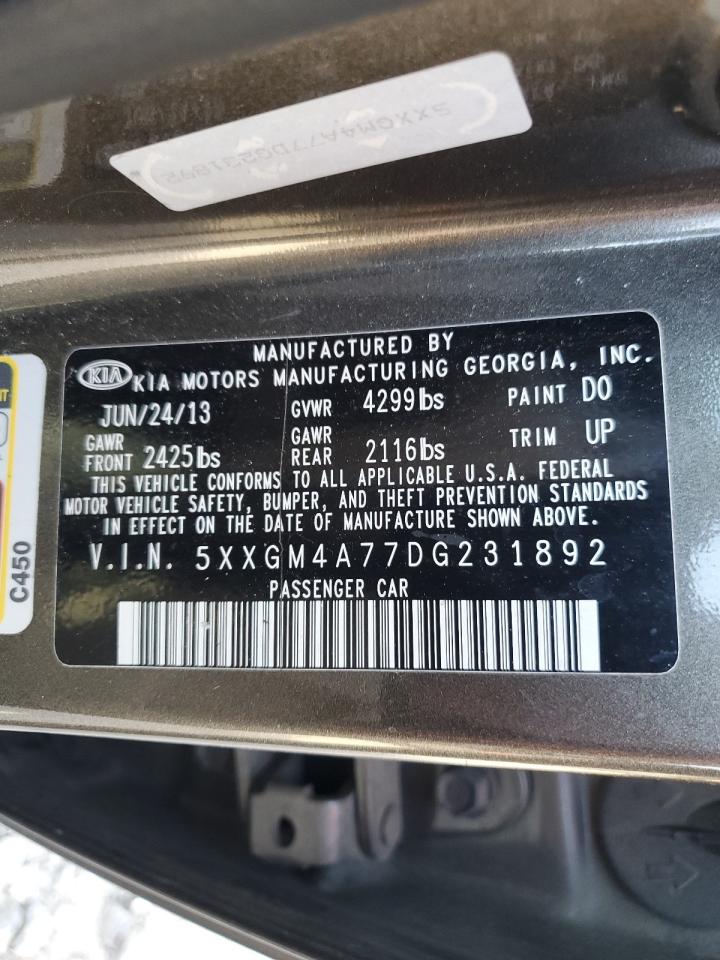 5XXGM4A77DG231892
MANUFACTURED BY
KIA KIA MOTORS MANUFACTURING GEORGIA, INC.
JUN/24/13 GVWR 4299lbs PAINT D0
GAWR FRONT 2425lbs GAWR REAR 2116lbs TRIM UP
THIS VEHICLE CONFORMS TO ALL APPLICABLE U.S.A. FEDERAL
MOTOR VEHICLE SAFETY, BUMPER, AND THEFT PREVENTION STANDARDS
IN EFFECT ON THE DATE OF MANUFACTURE SHOWN ABOVE.
V.I.N. 5XXGM4A77DG231892
PASSENGER CAR
C450